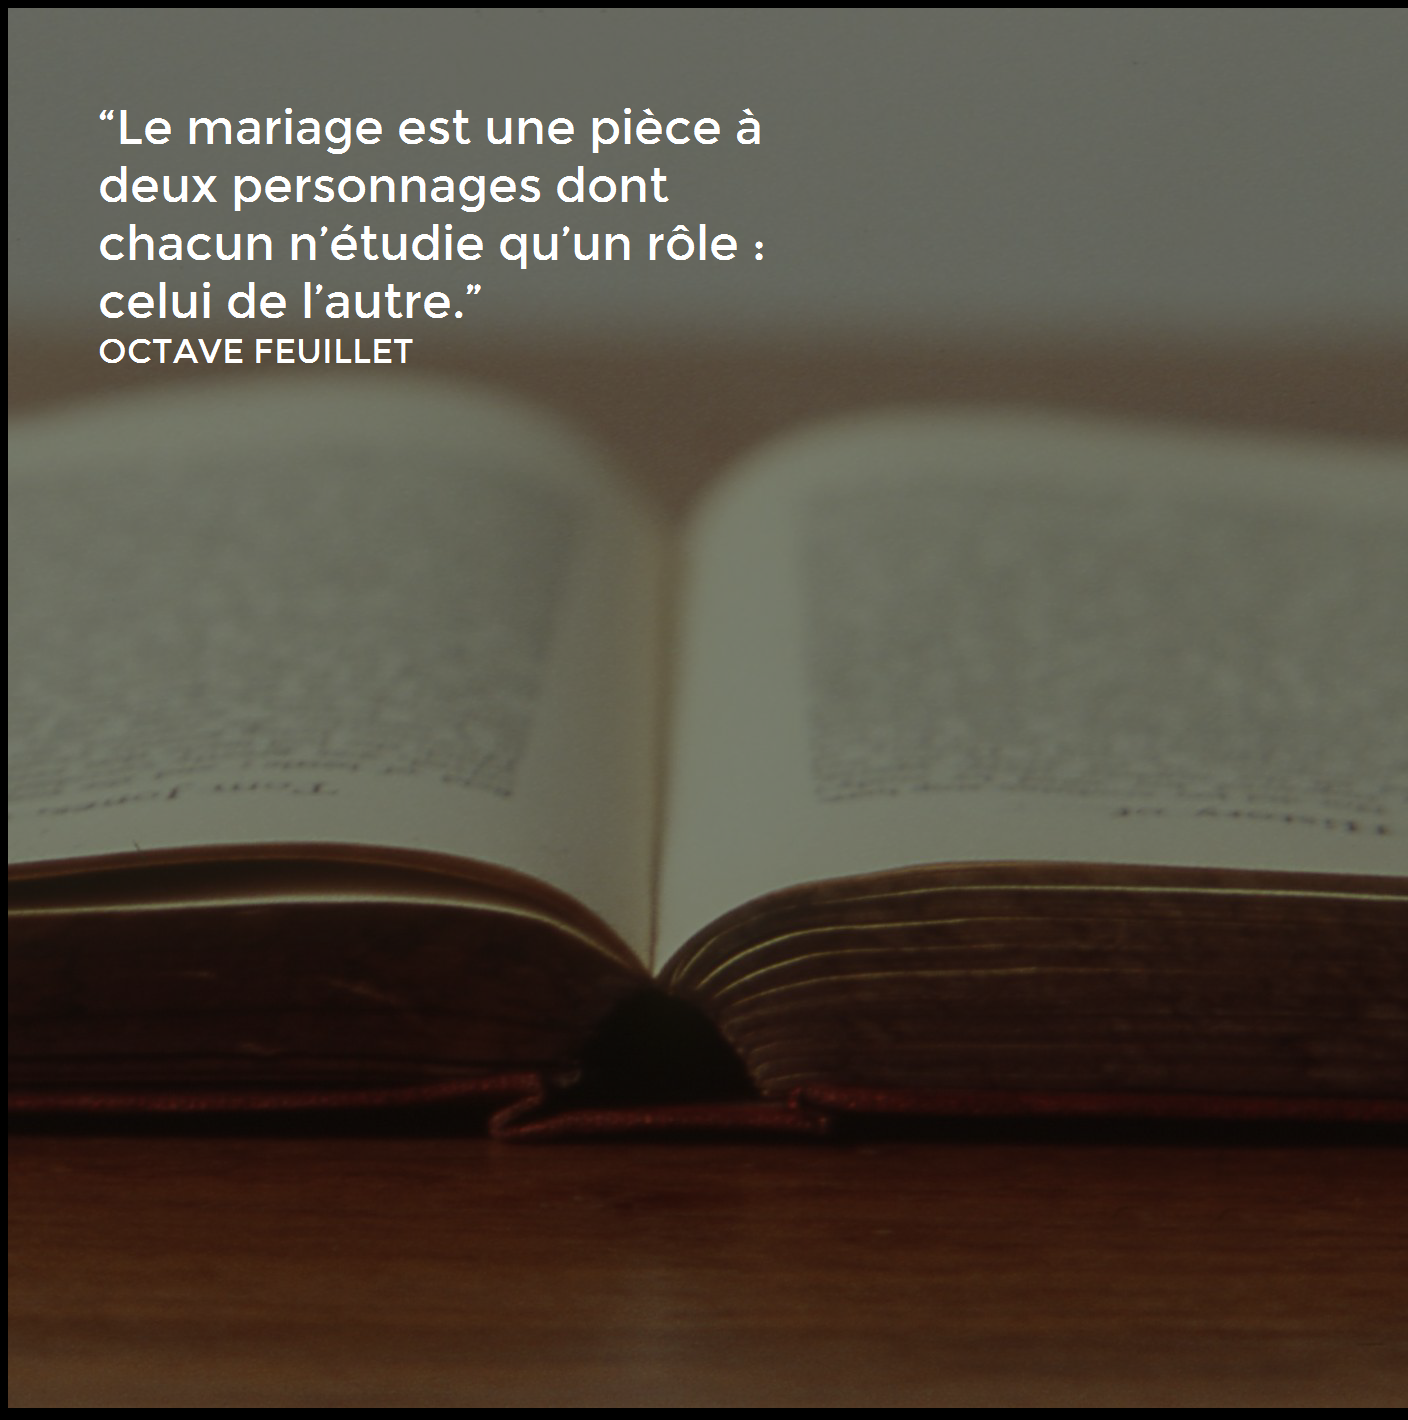 “Le mariage est une pièce à
deux personnages dont
chacun n’étudie qu’un rôle :
celui de l’autre.”
OCTAVE FEUILLET